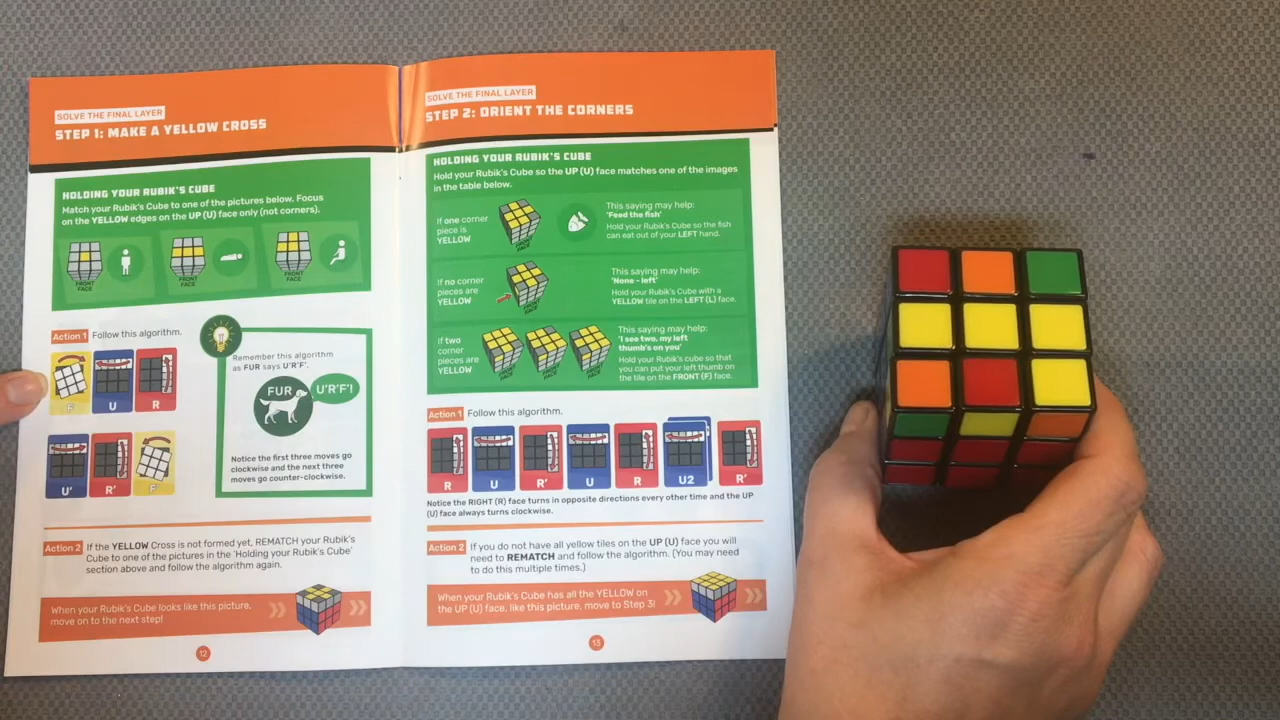 SOLVE THE FINAL LAYER
STEP 1: MAKE A YELLOW CROSS
HOLDING YOUR RUBIK'S CUBE
Match your Rubik's Cube to one of the pictures below. Focus
on the YELLOW edges on the UP (U) face only (not corners).
FRONT
FACE
FRONT
FACE
FRONT
FACE
Action 1 Follow this algorithm.
F
U
R
U'
R'
F'
Remember this algorithm
as FUR says U'R'F'.
FUR
U'R'F'!
Notice the first three moves go
clockwise and the next three
moves go counter-clockwise.
Action 2 If the YELLOW Cross is not formed yet, REMATCH your Rubik's
Cube to one of the pictures in the 'Holding your Rubik's Cube'
section above and follow the algorithm again.
When your Rubik's Cube looks like this picture,
move on to the next step!
12
SOLVE THE FINAL LAYER
STEP 2: ORIENT THE CORNERS
HOLDING YOUR RUBIK'S CUBE
Hold your Rubik's Cube so the UP (U) face matches one of the images
in the table below.
If one corner
piece is
YELLOW
FRONT
FACE
This saying may help:
'Feed the fish'
Hold your Rubik's Cube so the fish
can eat out of your LEFT hand.
If no corner
pieces are
YELLOW
FRONT
FACE
This saying may help:
'None - left'
Hold your Rubik's Cube with a
YELLOW tile on the LEFT (L) face.
If two
corner
pieces are
YELLOW
FRONT
FACE
FRONT
FACE
FRONT
FACE
This saying may help:
'I see two, my left
thumb's on you'
Hold your Rubik's cube so that
you can put your left thumb on
the tile on the FRONT (F) face.
Action 1 Follow this algorithm.
R
U
R'
U
R
U2
R'
Notice the RIGHT (R) face turns in opposite directions every other time and the UP
(U) face always turns clockwise.
Action 2 If you do not have all yellow tiles on the UP (U) face you will
need to REMATCH and follow the algorithm. (You may need
to do this multiple times.)
When your Rubik's Cube has all the YELLOW on
the UP (U) face, like this picture, move to Step 3!
13